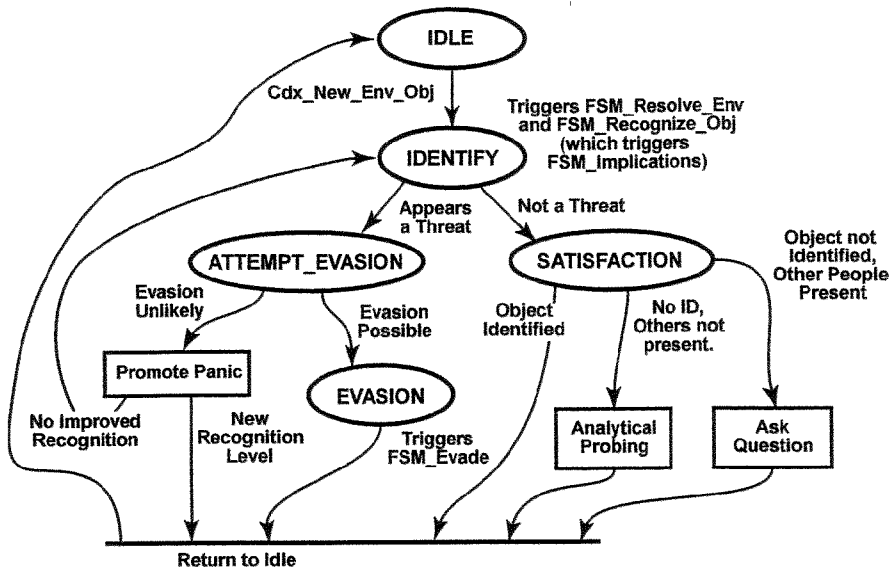 IDLE
Cdx_New_Env_Obj
Triggers FSM_Resolve_Env
and FSM_Recognize_Obj
(which triggers
FSM_Implications)
IDENTIFY
Appears
a Threat
Not a Threat
ATTEMPT_EVASION
SATISFACTION
Object not
Identified,
Other People
Present
Evasion
Unlikely
Evasion
Possible
Object
Identified
No ID,
Others not
present.
Promote Panic
EVASION
No Improved
Recognition
New
Recognition
Level
Triggers
FSM_Evade
Analytical
Probing
Ask
Question
Return to Idle